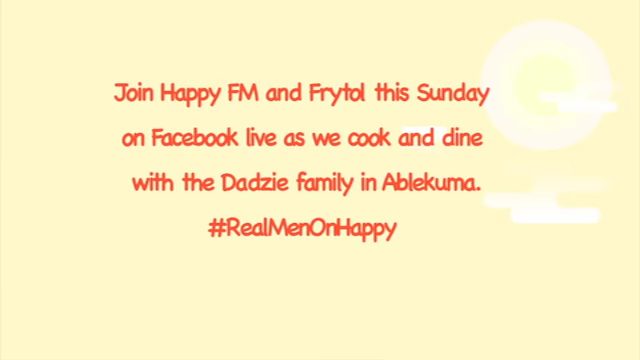 Join Happy FM and Frytol this Sunday
on Facebook live as we cook and dine
with the Dadzie family in Ablekuma.
#RealMenOnHappy